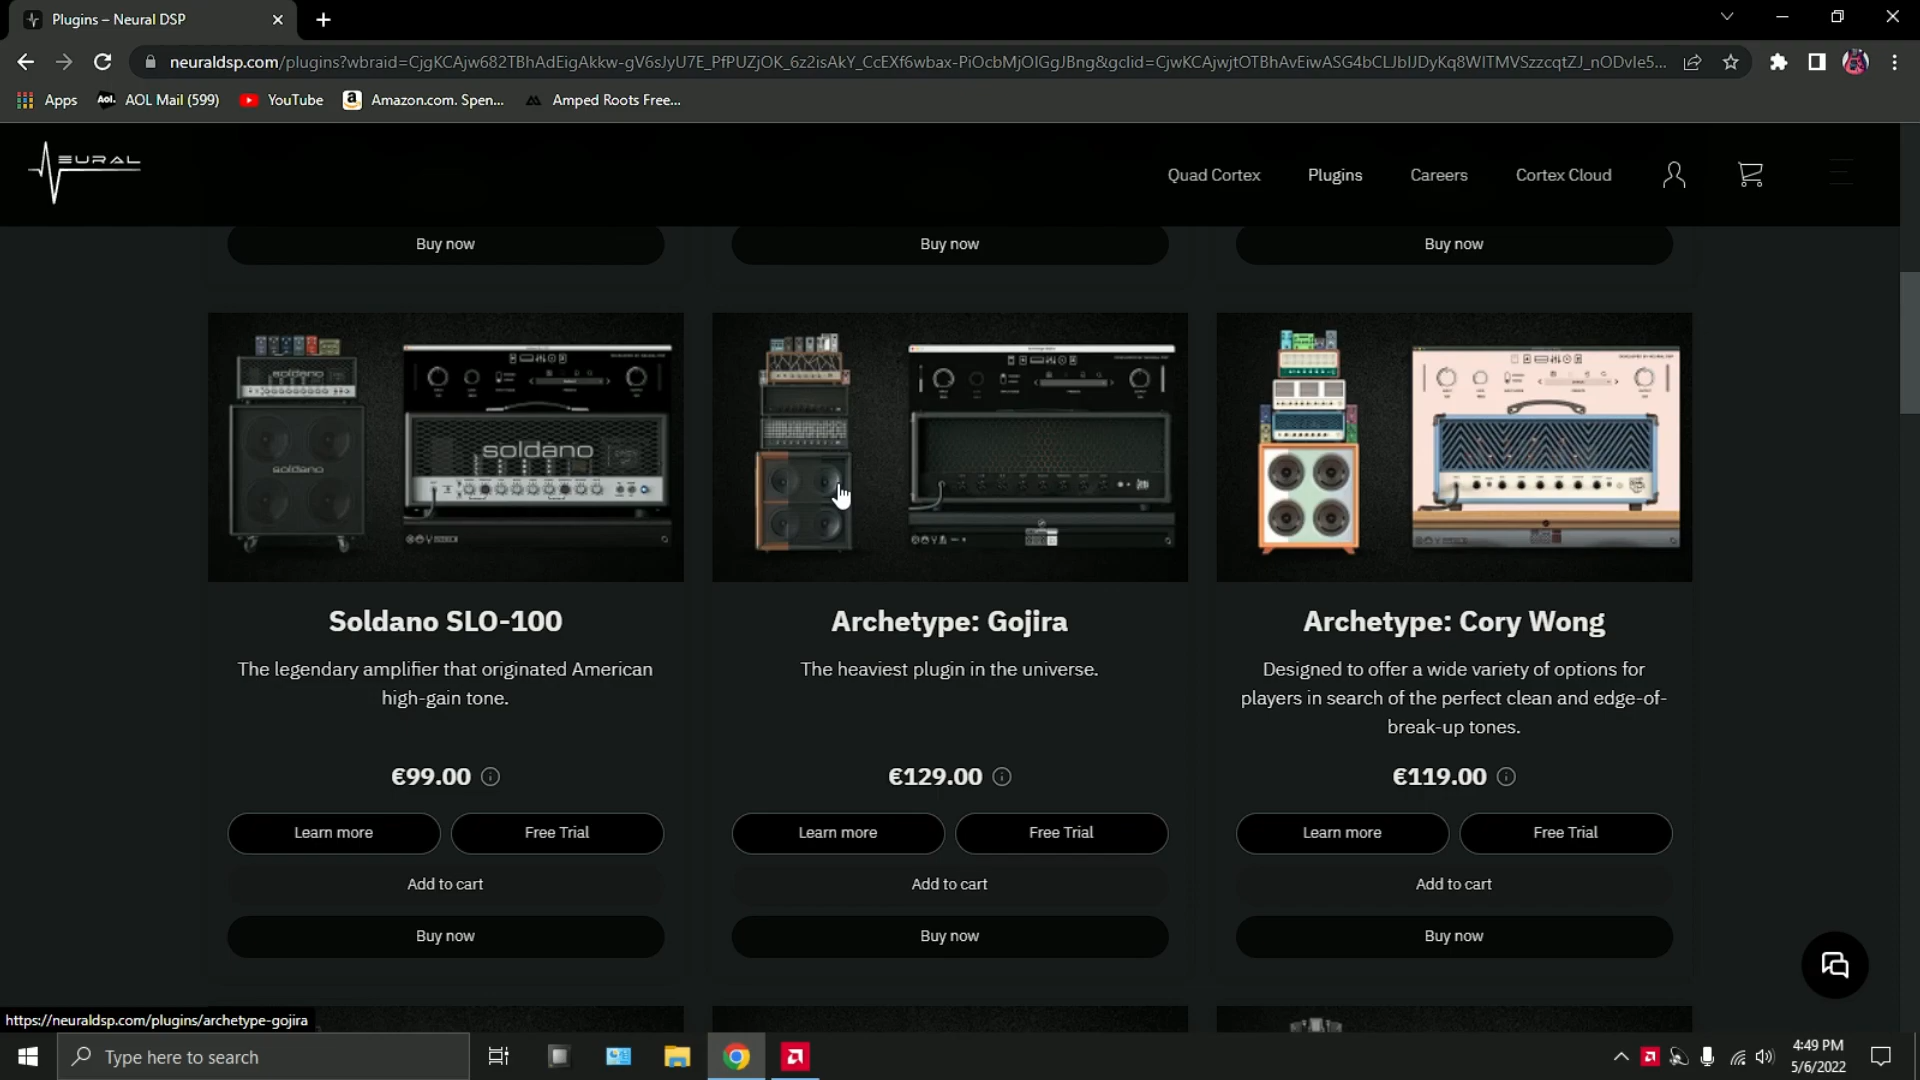 Plugins – Neural DSP
neuraldsp.com/plugins?wbraid=CjgKCAjw682TBhAdEigAkkw-gV6sJyU7E_PfPUZjOK_6z2isAkY_CcEXf6wbax-PiOcbMjOIGgJBng&gclid=CjwKCAjwjtOTBhAvEiwASG4bCLJbIJDyKq8WITMVSzzcqtZJ_nODvIe5...
Apps
Aol. AOL Mail (599)
YouTube
Amazon.com. Spen...
Amped Roots Free...
EURAL
Quad Cortex
Plugins
Careers
Cortex Cloud
Buy now
Buy now
Buy now
soldano
soldano
soldano
Soldano SLO-100
Archetype: Gojira
Archetype: Cory Wong
The legendary amplifier that originated American
high-gain tone.
The heaviest plugin in the universe.
Designed to offer a wide variety of options for
players in search of the perfect clean and edge-of-
break-up tones.
€99.00
€129.00
€119.00
Learn more
Free Trial
Learn more
Free Trial
Learn more
Free Trial
Add to cart
Add to cart
Add to cart
Buy now
Buy now
Buy now
https://neuraldsp.com/plugins/archetype-gojira
Type here to search
4:49 PM
5/6/2022